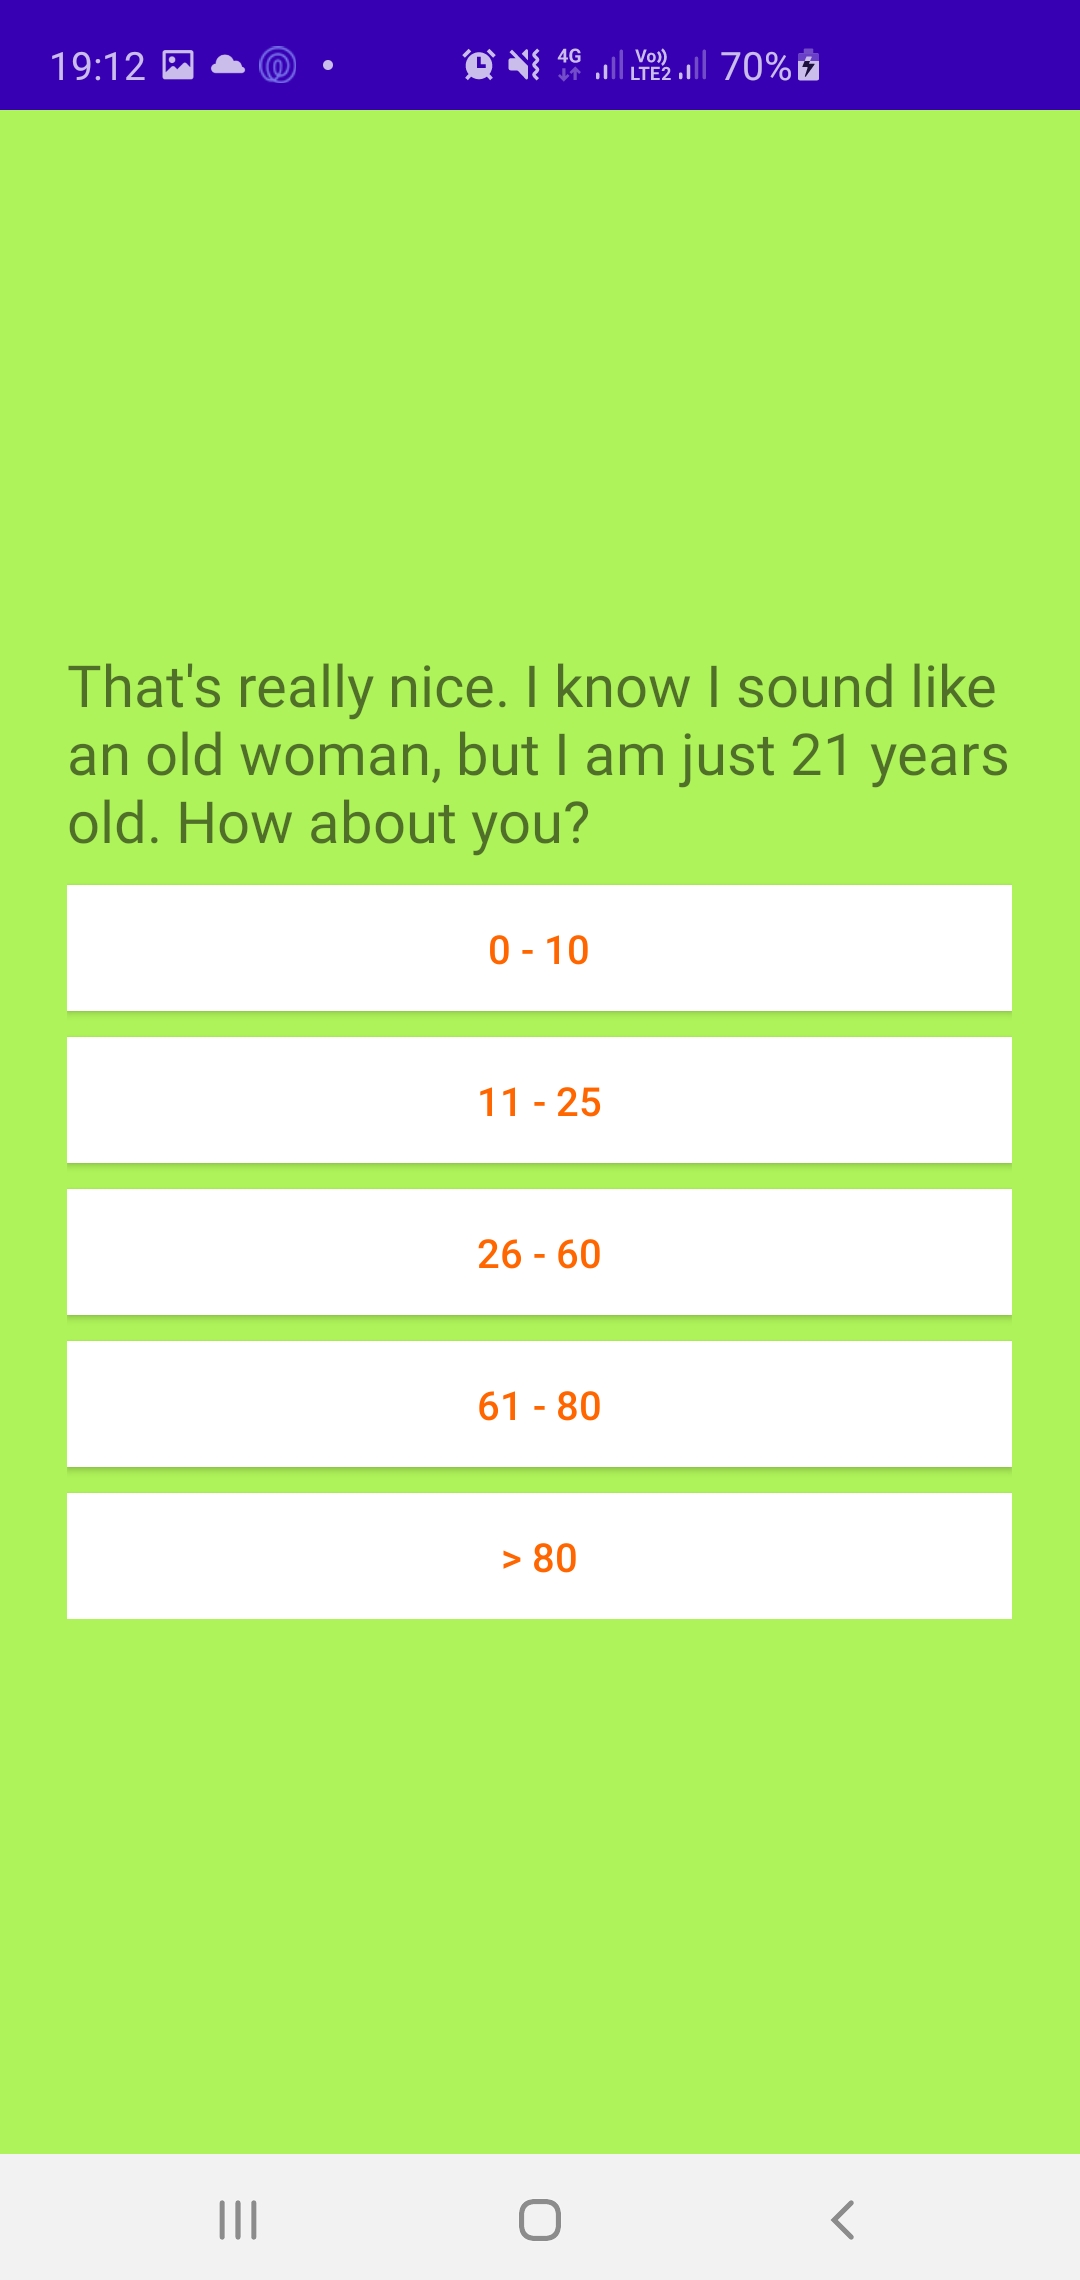 19:12
4G
Vo))
LTE2
70%
That's really nice. I know I sound like
an old woman, but I am just 21 years
old. How about you?
0 - 10
11 - 25
26 - 60
61 - 80
> 80